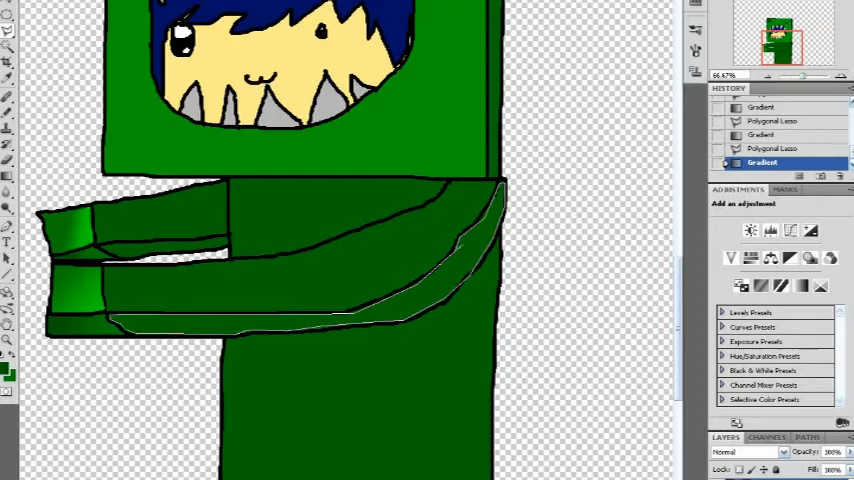 66.67%
HISTORY
Gradient
Polygonal Lasso
Gradient
Polygonal Lasso
Gradient
ADJUSTMENTS MASKS
Add an adjustment
Levels Presets
Curves Presets
Exposure Presets
Hue/Saturation Presets
Black & White Presets
Channel Mixer Presets
Selective Color Presets
LAYERS CHANNELS PATHS
Normal Opacity: 100%
Lock: Fill: 100%